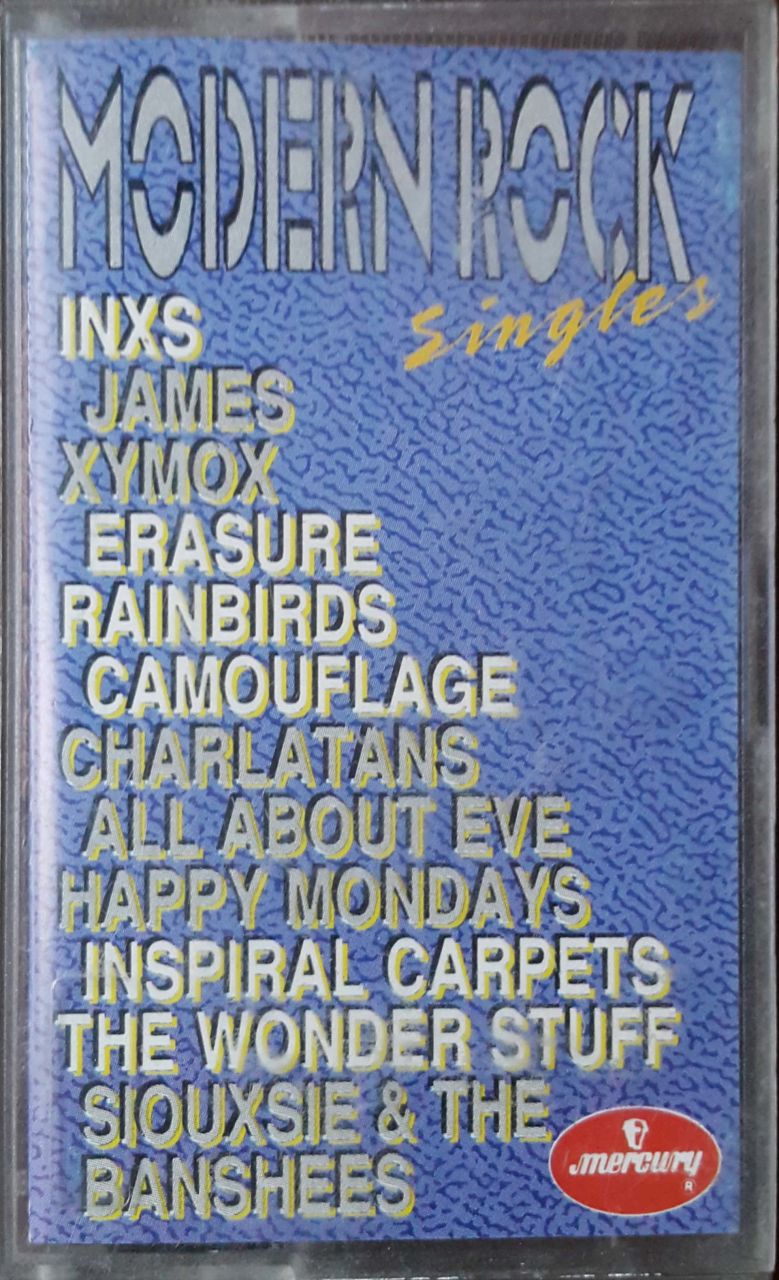 MODERN ROCK
Singles
INXS
JAMES
XYMOX
ERASURE
RAINBIRDS
CAMOUFLAGE
CHARLATANS
ALL ABOUT EVE
HAPPY MONDAYS
INSPIRAL CARPETS
THE WONDER STUFF
SIOUXSIE & THE
BANSHEES
mercury
R